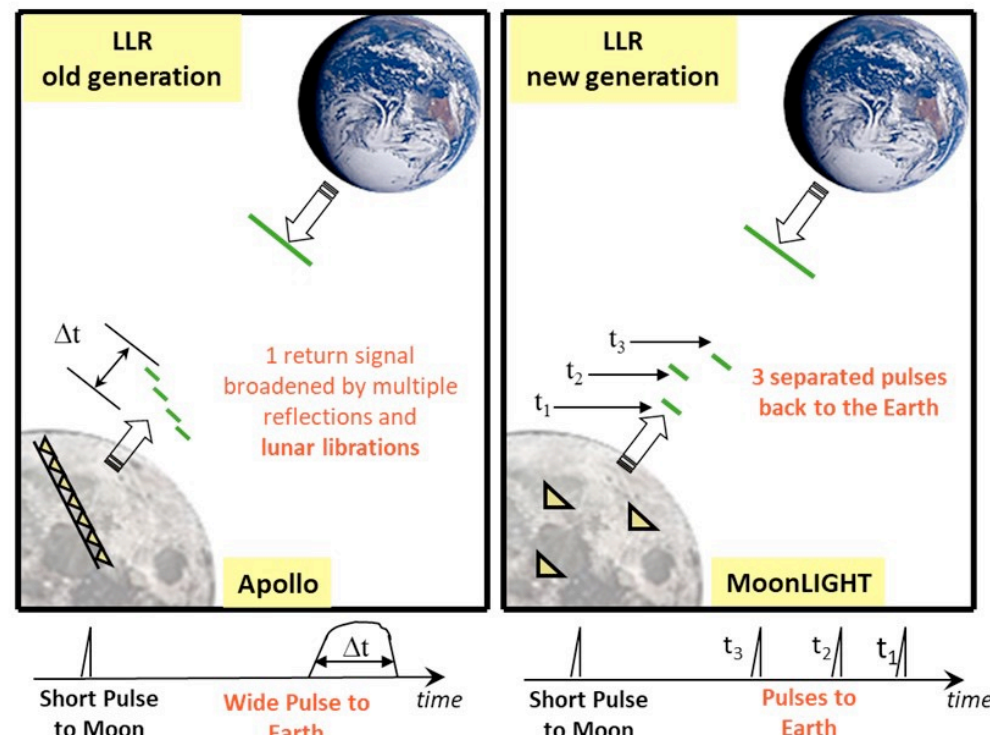 LLR
old generation
Δt
1 return signal
broadened by multiple
reflections and
lunar librations
Apollo
Δt
Short Pulse
to Moon
Wide Pulse to
Earth
time
LLR
new generation
t3
t2
t1
3 separated pulses
back to the Earth
MoonLIGHT
t3
t2
t1
Short Pulse
to Moon
Pulses to
Earth
time